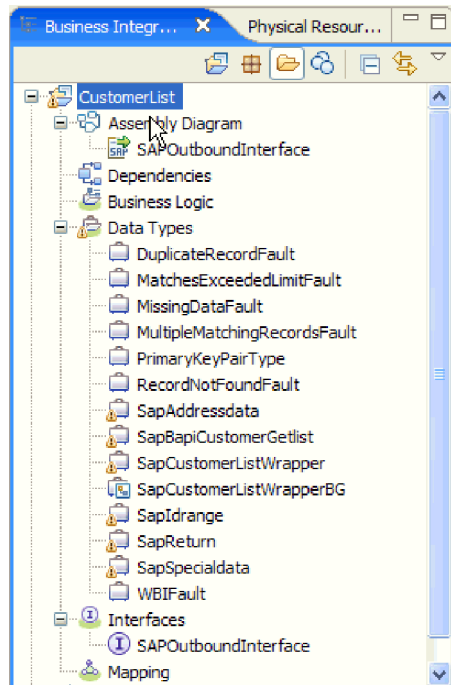 Business Integr...
Physical Resour...
CustomerList
Assembly Diagram
SAP SAPOutboundInterface
Dependencies
Business Logic
Data Types
DuplicateRecordFault
MatchesExceededLimitFault
MissingDataFault
MultipleMatchingRecordsFault
PrimaryKeyPairType
RecordNotFoundFault
SapAddressdata
SapBapiCustomerGetlist
SapCustomerListWrapper
SapCustomerListWrapperBG
SapIdrange
SapReturn
SapSpecialdata
WBIFault
Interfaces
SAPOutboundInterface
Mapping